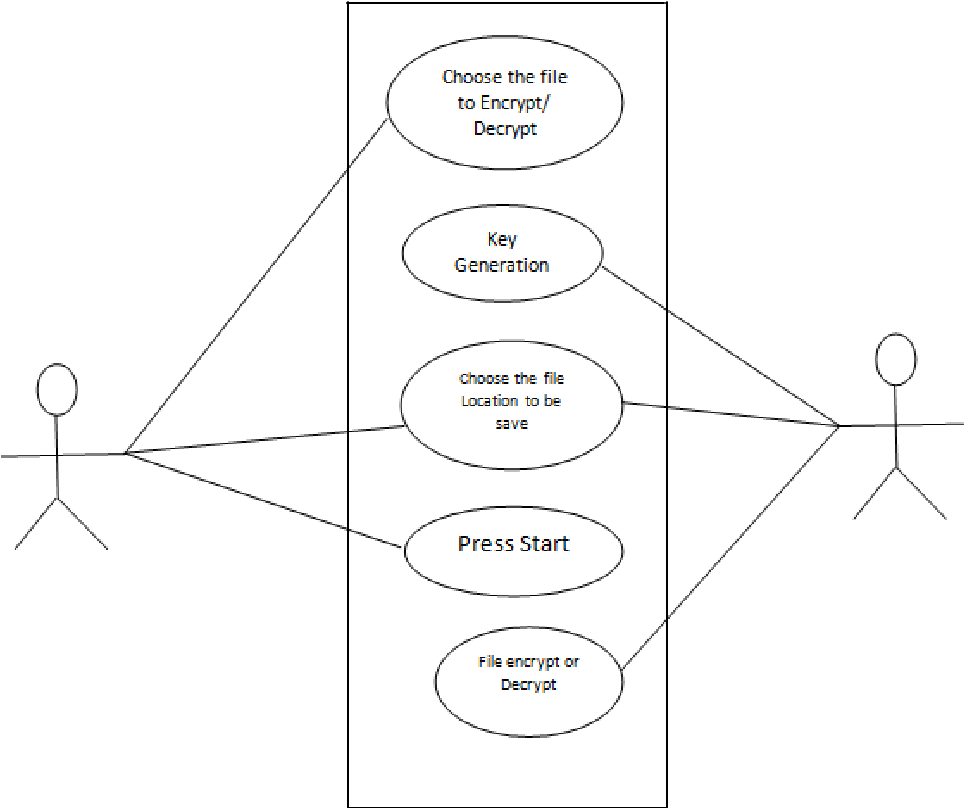 Choose the file
to Encrypt/
Decrypt
Key
Generation
Choose the file
Location to be
save
Press Start
File encrypt or
Decrypt